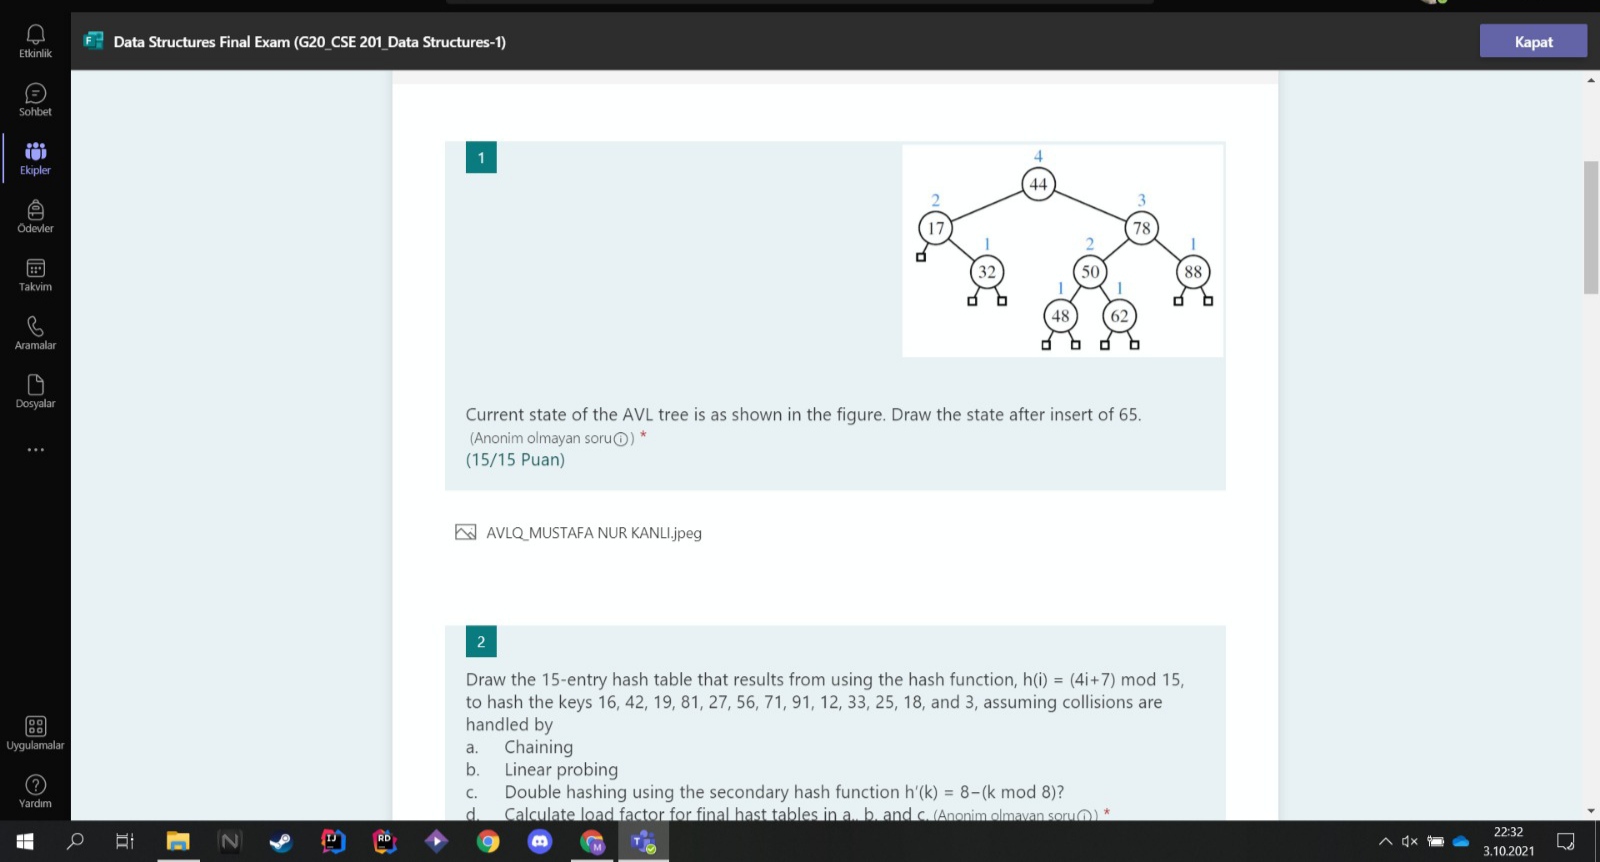 Data Structures Final Exam (G20_CSE 201_Data Structures-1)
Kapat
Etkinlik
Sohbet
Ekipler
Ödevler
Takvim
Aramalar
Dosyalar
...
Uygulamalar
Yardım
1
4
44
2
3
17
78
1
2
1
32
50
88
1
1
48
62
Current state of the AVL tree is as shown in the figure. Draw the state after insert of 65.
(Anonim olmayan soru) *
(15/15 Puan)
AVLQ_MUSTAFA NUR KANLI.jpeg
2
Draw the 15-entry hash table that results from using the hash function, h(i) = (4i+7) mod 15,
to hash the keys 16, 42, 19, 81, 27, 56, 71, 91, 12, 33, 25, 18, and 3, assuming collisions are
handled by
a. Chaining
b. Linear probing
c. Double hashing using the secondary hash function h'(k) = 8−(k mod 8)?
d. Calculate load factor for final hast tables in a., b. and c. (Anonim olmayan soru) *
22:32
3.10.2021